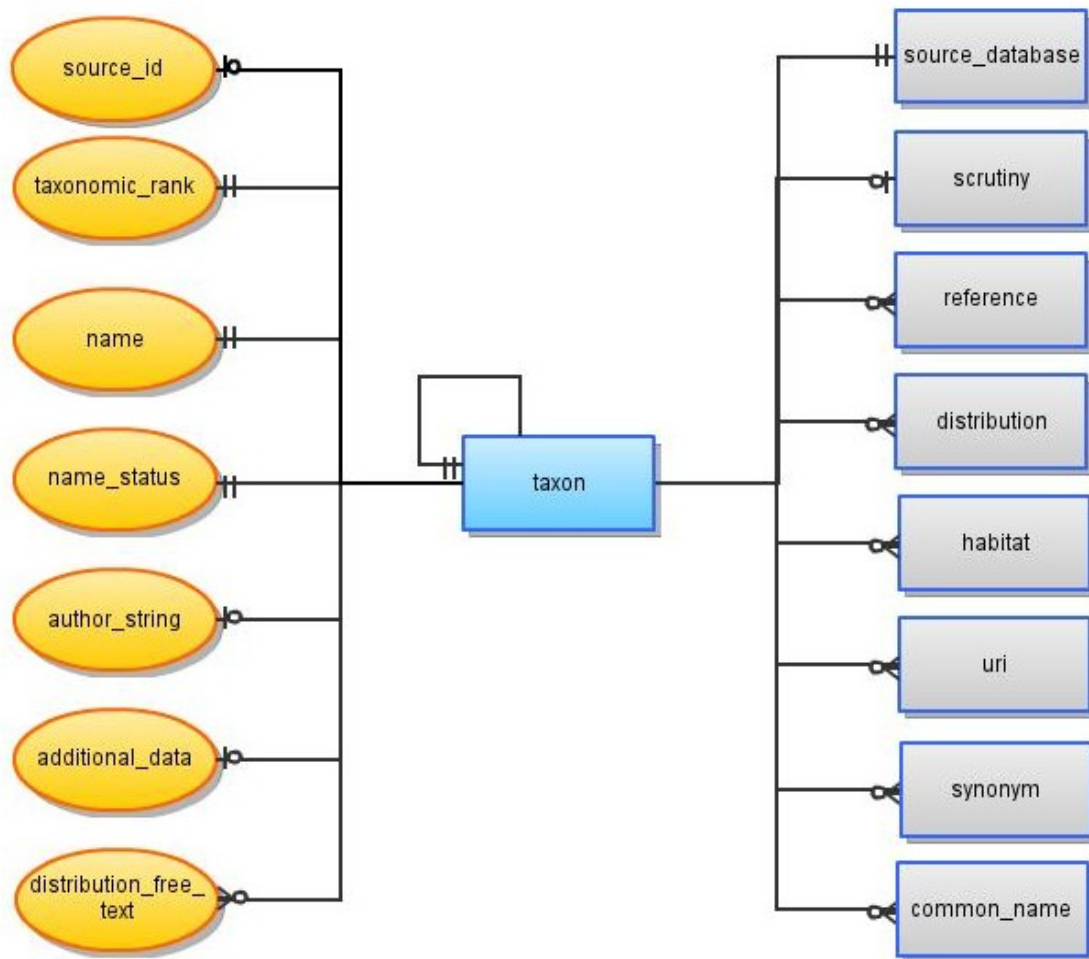 source_id
taxonomic_rank
name
name_status
author_string
additional_data
distribution_free_
text
taxon
source_database
scrutiny
reference
distribution
habitat
uri
synonym
common_name